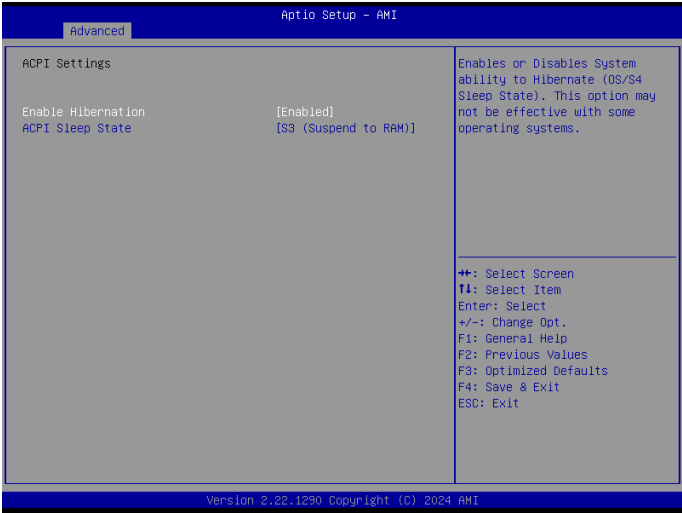 Aptio Setup – AMI
Advanced
ACPI Settings
Enable Hibernation [Enabled]
ACPI Sleep State [S3 (Suspend to RAM)]
Enables or Disables System
ability to Hibernate (OS/S4
Sleep State). This option may
not be effective with some
operating systems.
→←: Select Screen
↑↓: Select Item
Enter: Select
+/-: Change Opt.
F1: General Help
F2: Previous Values
F3: Optimized Defaults
F4: Save & Exit
ESC: Exit
Version 2.22.1290 Copyright (C) 2024 AMI